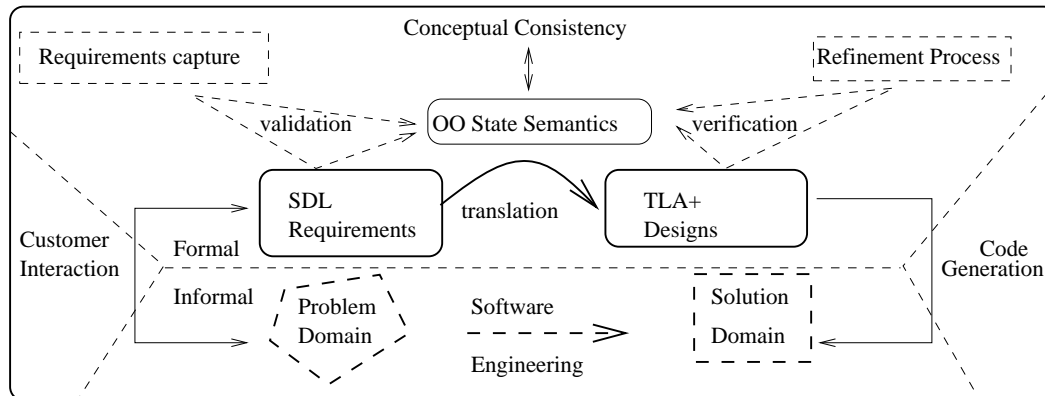 Conceptual Consistency
Requirements capture
Refinement Process
validation
OO State Semantics
verification
SDL
Requirements
translation
TLA+
Designs
Customer
Interaction
Formal
Code
Generation
Informal
Problem
Domain
Software
Engineering
Solution
Domain